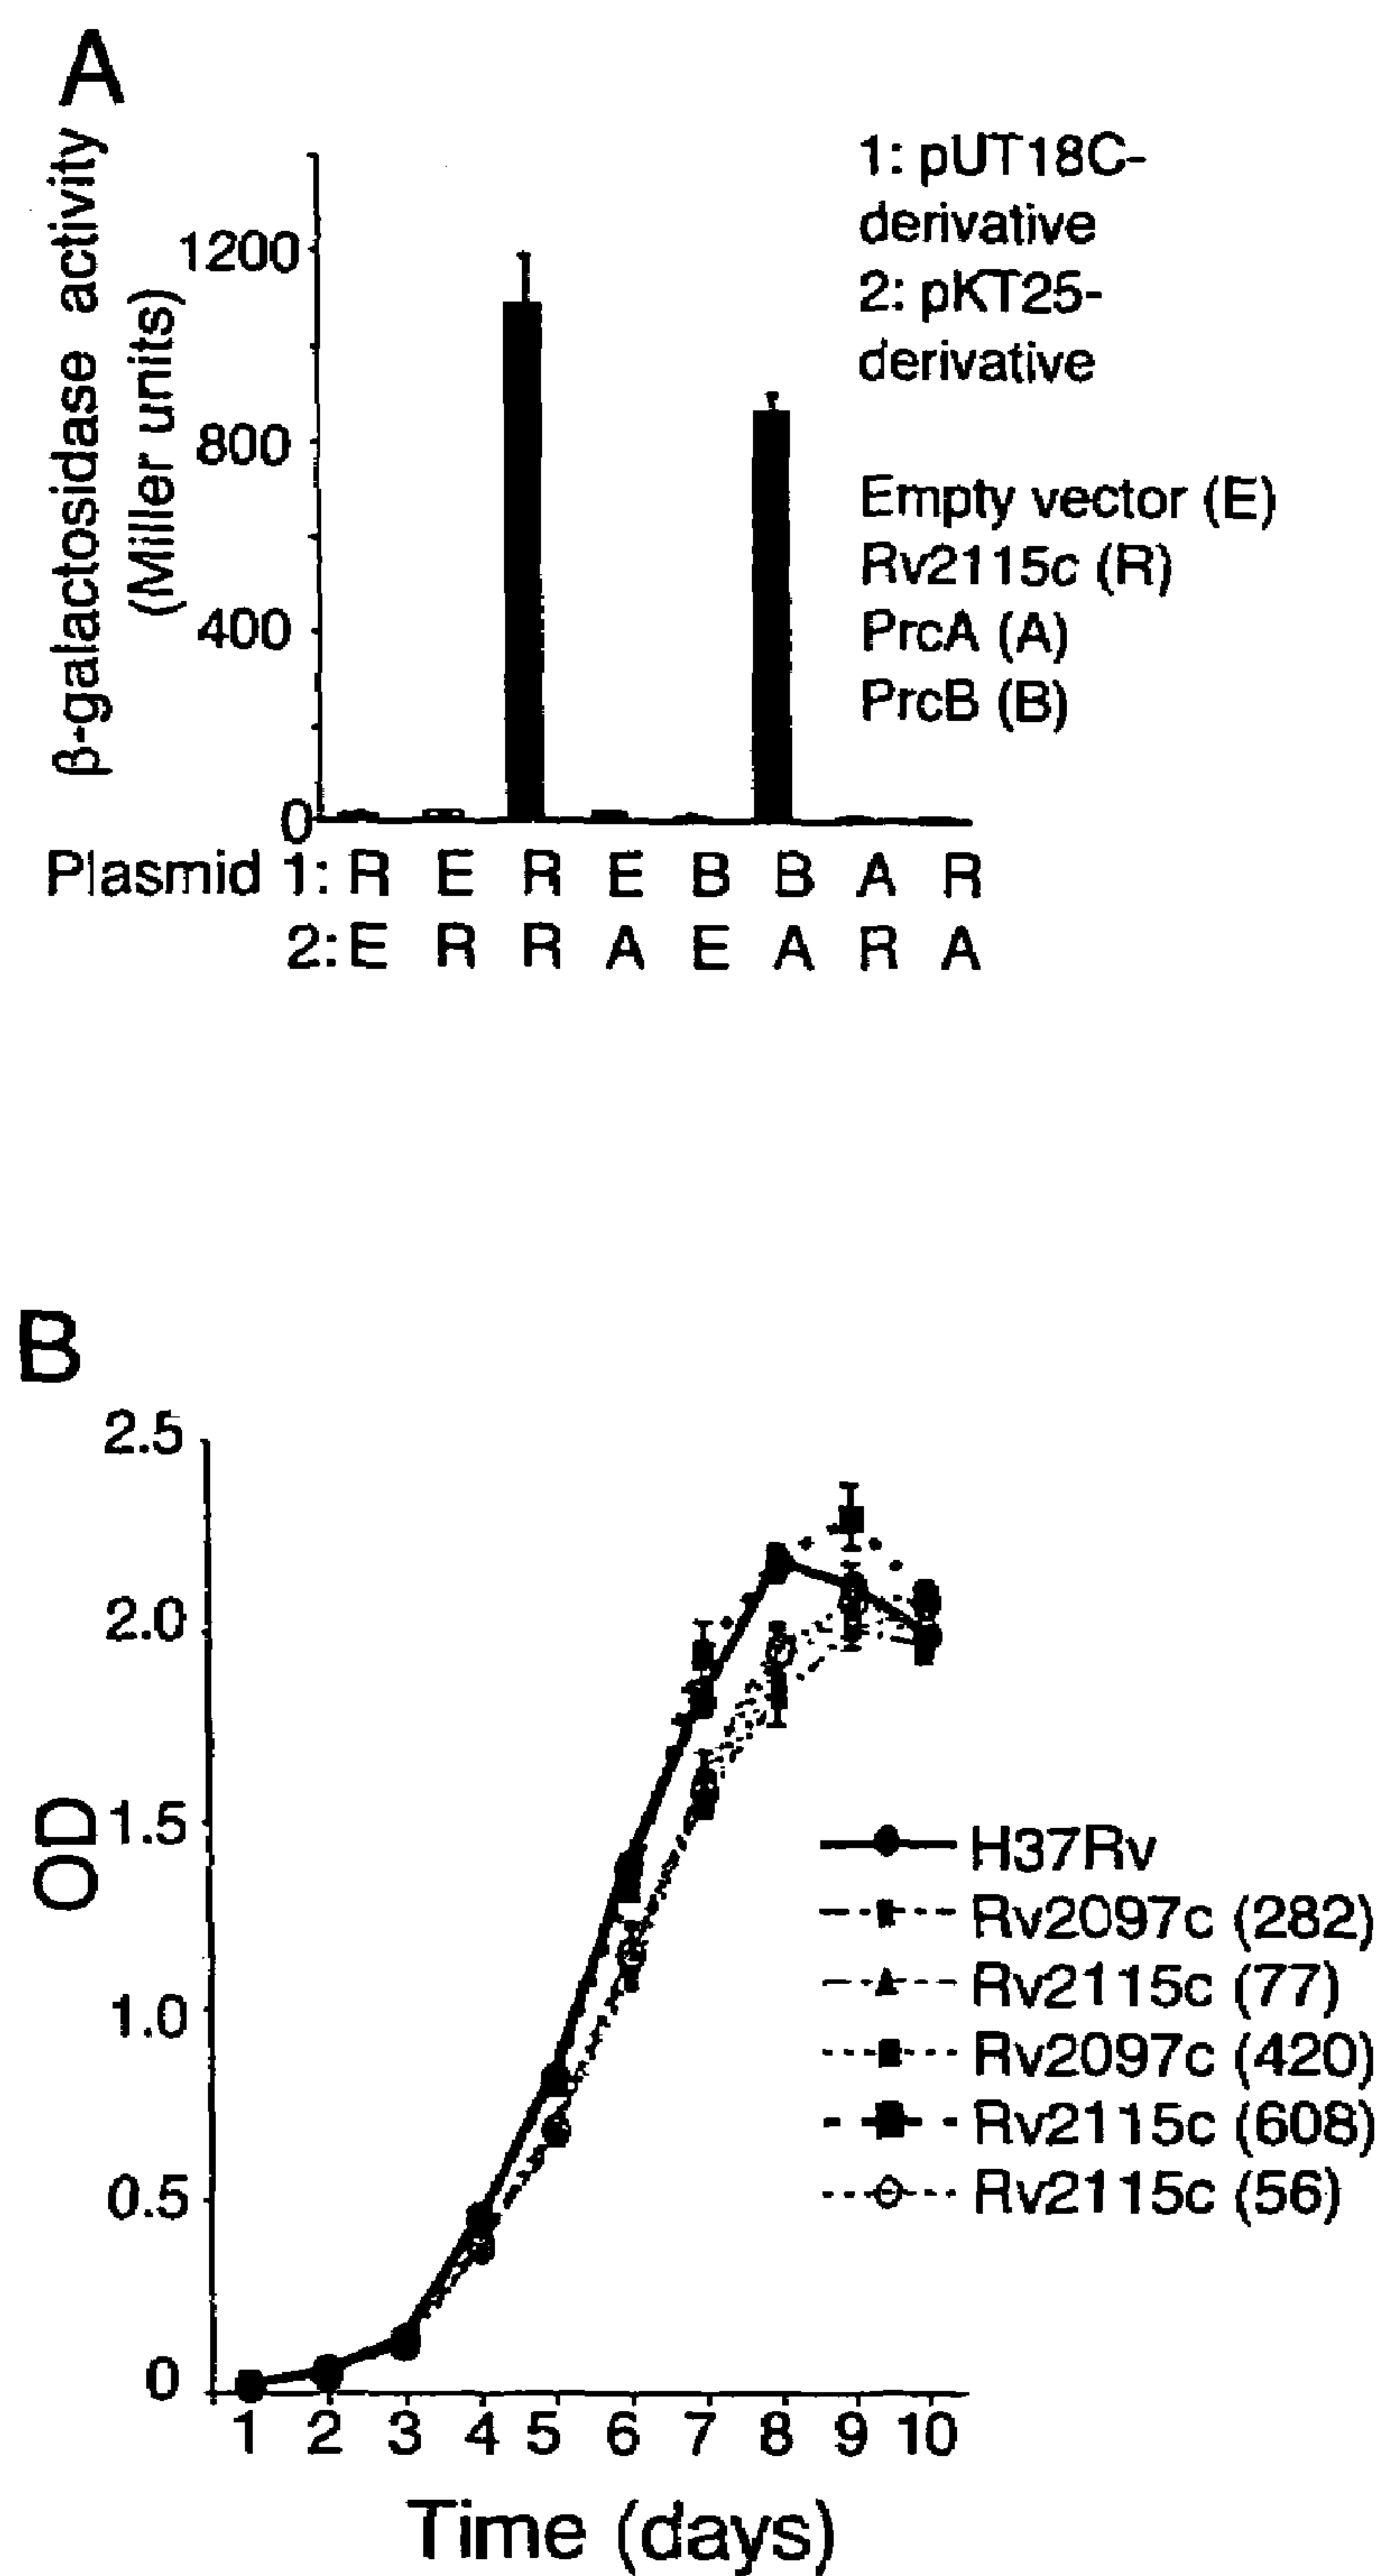 A
β-galactosidase activity
(Miller units)
1200
800
400
0
1: pUT18C-
derivative
2: pKT25-
derivative
Empty vector (E)
Rv2115c (R)
PrcA (A)
PrcB (B)
Plasmid 1: R E R E B B A R
2: E R R A E A R A
B
OD
2.5
2.0
1.5
1.0
0.5
0
H37Rv
Rv2097c (282)
Rv2115c (77)
Rv2097c (420)
Rv2115c (608)
Rv2115c (56)
1 2 3 4 5 6 7 8 9 10
Time (days)